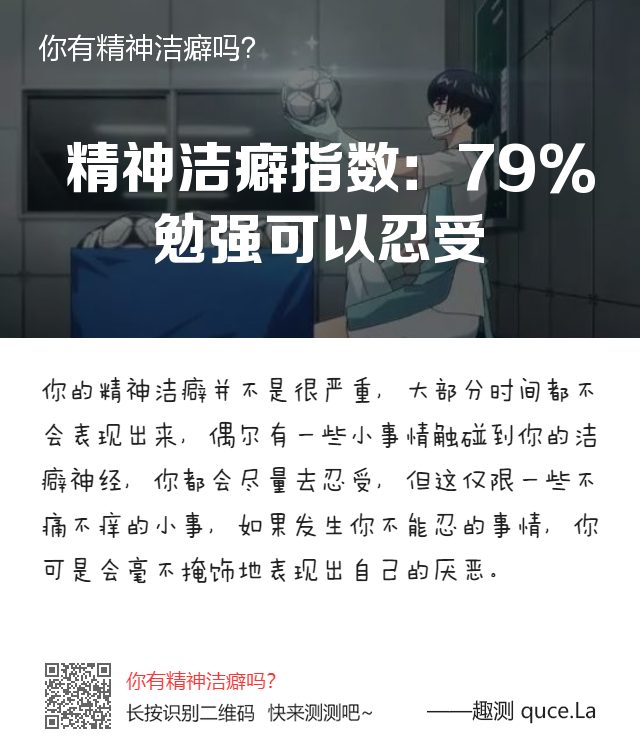 你有精神洁癖吗?
精神洁癖指数: 79%
勉强可以忍受
你的精神洁癖并不是很严重, 大部分时间都不
会表现出来, 偶尔有一些小事情触碰到你的洁
癖神经, 你都会尽量去忍受, 但这仅限一些不
痛不痒的小事, 如果发生你不能忍的事情, 你
可是会毫不掩饰地表现出自己的厌恶。
你有精神洁癖吗?
长按识别二维码 快来测测吧~
——趣测 quce.La